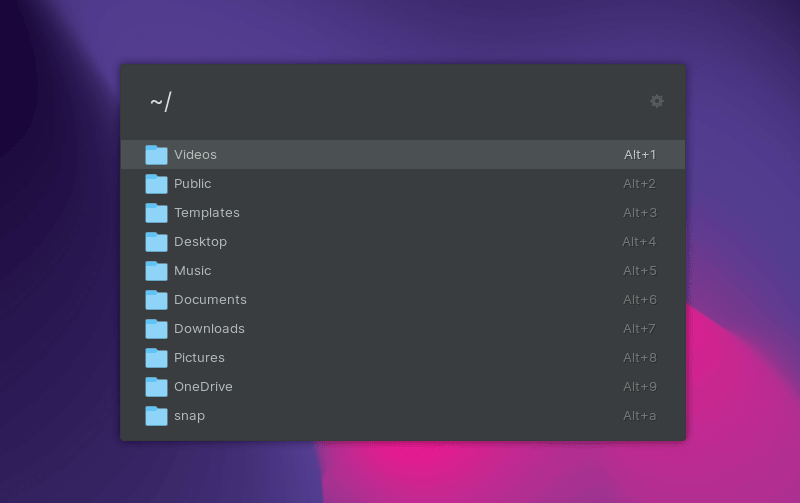 ~/
Videos Alt+1
Public Alt+2
Templates Alt+3
Desktop Alt+4
Music Alt+5
Documents Alt+6
Downloads Alt+7
Pictures Alt+8
OneDrive Alt+9
snap Alt+a